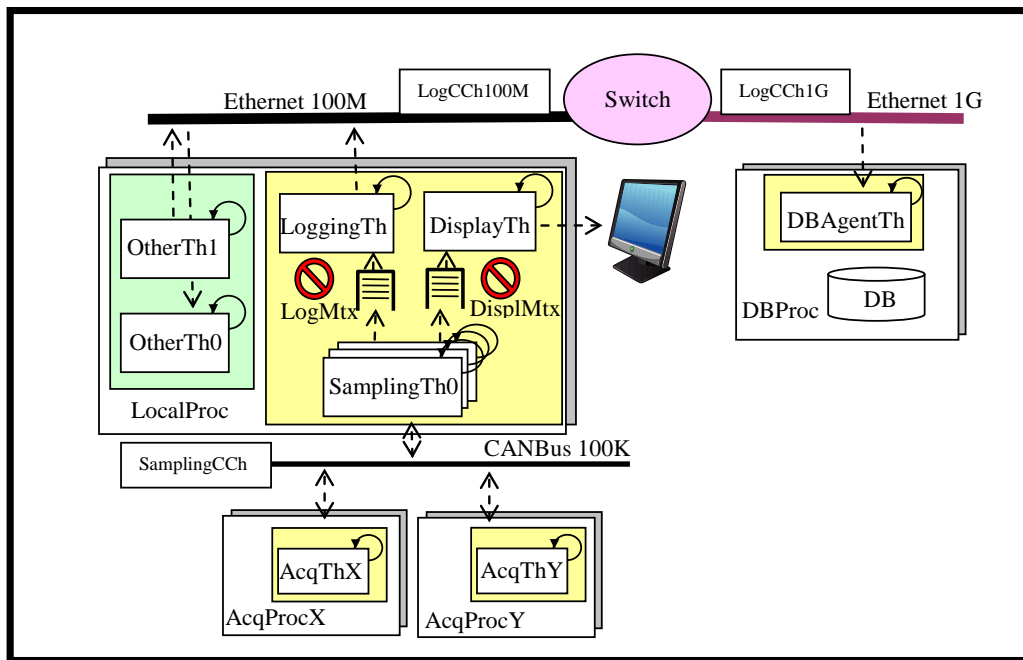 LogCCh100M
Switch
LogCCh1G
Ethernet 100M
Ethernet 1G
LoggingTh
DisplayTh
DBAgentTh
OtherTh1
LogMtx
DisplMtx
DBProc
DB
OtherTh0
SamplingTh0
LocalProc
CANBus 100K
SamplingCCh
AcqThX
AcqThY
AcqProcX
AcqProcY